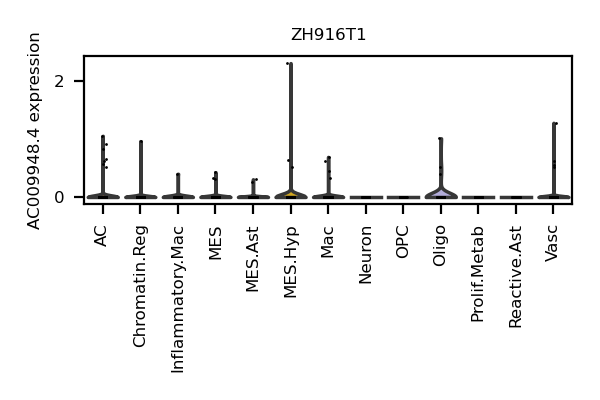 ZH916T1
AC009948.4 expression
2
0
AC
Chromatin.Reg
Inflammatory.Mac
MES
MES.Ast
MES.Hyp
Mac
Neuron
OPC
Oligo
Prolif.Metab
Reactive.Ast
Vasc